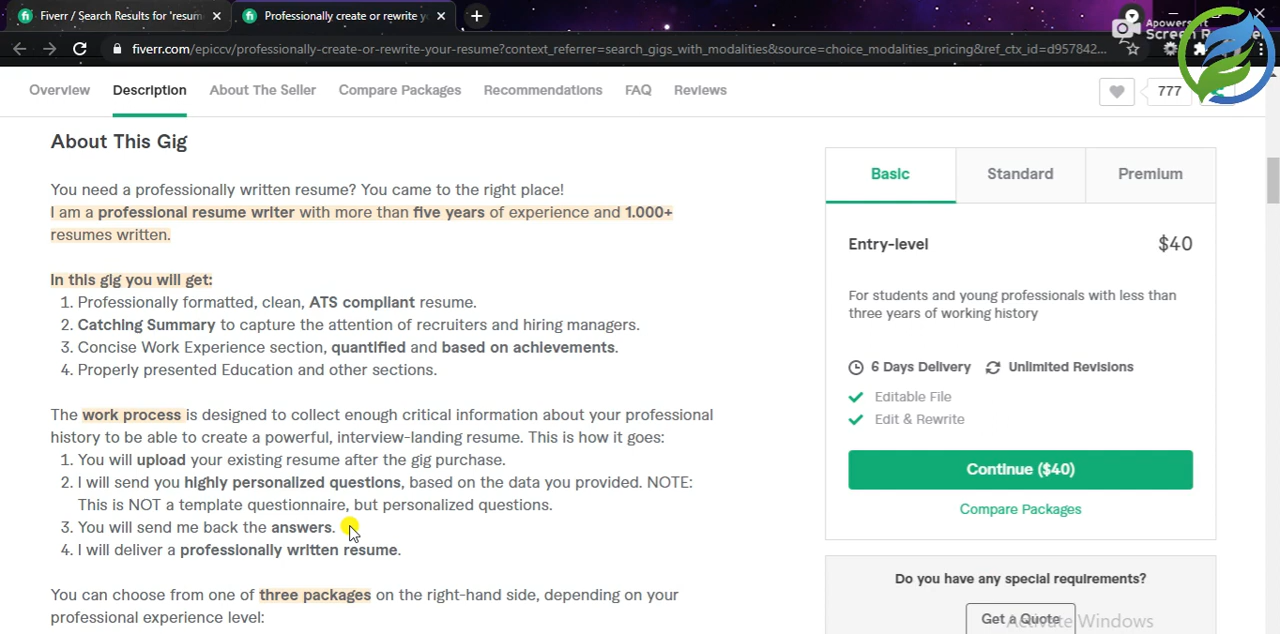 Fiverr / Search Results for 'resum
Professionally create or rewrite y
Apowersoft
Screen Recorder
fiverr.com/epiccv/professionally-create-or-rewrite-your-resume?context_referrer=search_gigs_with_modalities&source=choice_modalities_pricing&ref_ctx_id=d957842...
Overview Description About The Seller Compare Packages Recommendations FAQ Reviews 777
About This Gig
You need a professionally written resume? You came to the right place!
I am a professional resume writer with more than five years of experience and 1.000+
resumes written.
In this gig you will get:
1. Professionally formatted, clean, ATS compliant resume.
2. Catching Summary to capture the attention of recruiters and hiring managers.
3. Concise Work Experience section, quantified and based on achievements.
4. Properly presented Education and other sections.
The work process is designed to collect enough critical information about your professional
history to be able to create a powerful, interview-landing resume. This is how it goes:
1. You will upload your existing resume after the gig purchase.
2. I will send you highly personalized questions, based on the data you provided. NOTE:
This is NOT a template questionnaire, but personalized questions.
3. You will send me back the answers.
4. I will deliver a professionally written resume.
You can choose from one of three packages on the right-hand side, depending on your
professional experience level:
Basic Standard Premium
Entry-level $40
For students and young professionals with less than
three years of working history
6 Days Delivery Unlimited Revisions
Editable File
Edit & Rewrite
Continue ($40)
Compare Packages
Do you have any special requirements?
Get a Quote
Activate Windows